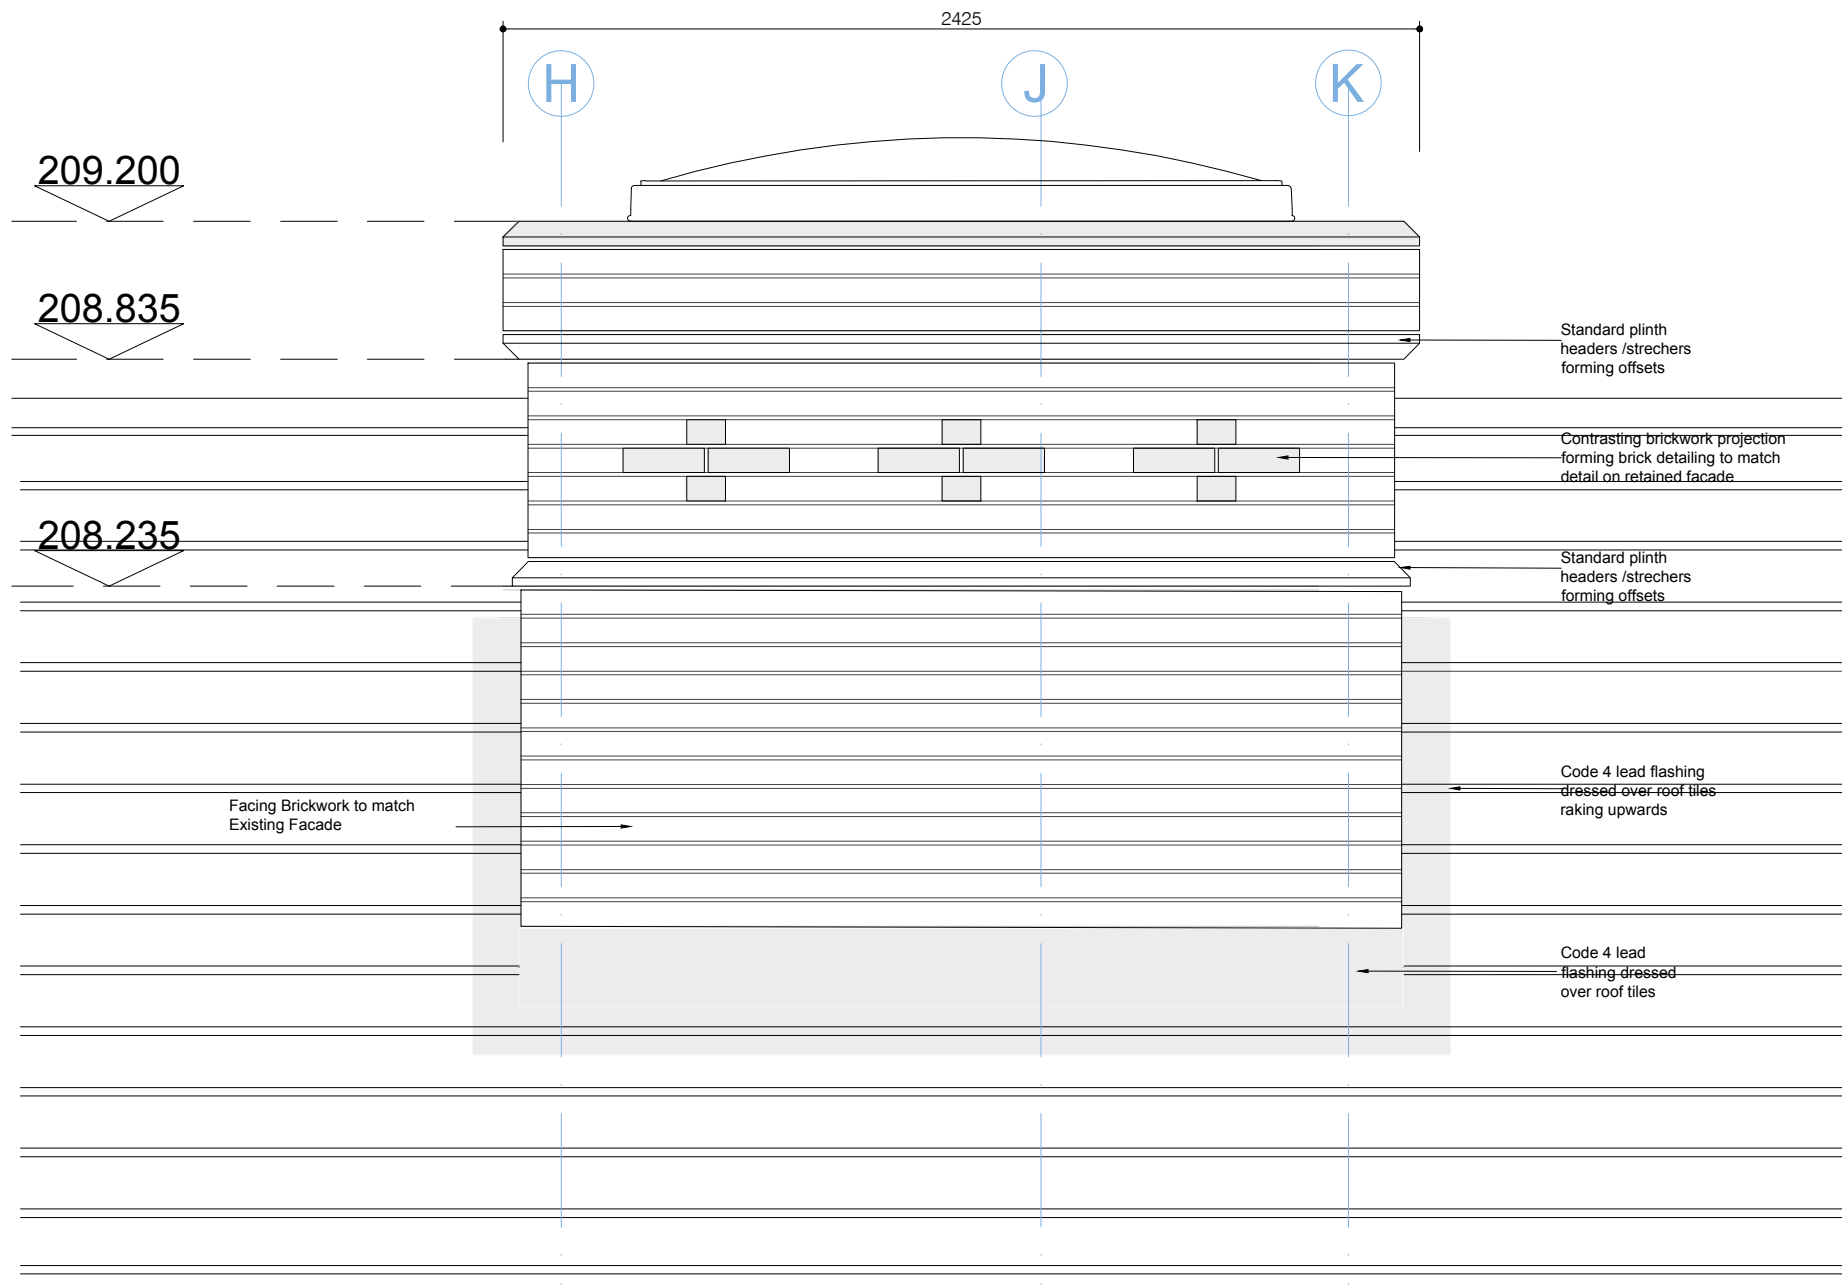 2425
H
J
K
209.200
208.835
Standard plinth
headers /strechers
forming offsets
Contrasting brickwork projection
forming brick detailing to match
detail on retained facade
208.235
Standard plinth
headers /strechers
forming offsets
Code 4 lead flashing
dressed over roof tiles
raking upwards
Facing Brickwork to match
Existing Facade
Code 4 lead
flashing dressed
over roof tiles